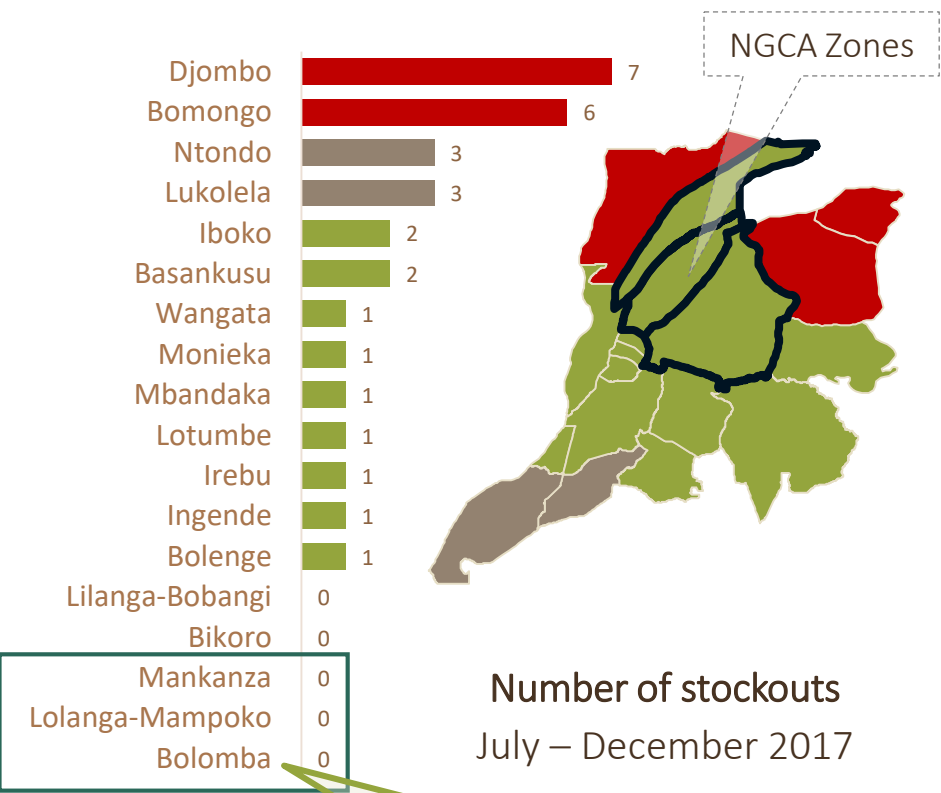 NGCA Zones
Djombo 7
Bomongo 6
Ntondo 3
Lukolela 3
Iboko 2
Basankusu 2
Wangata 1
Monieka 1
Mbandaka 1
Lotumbe 1
Irebu 1
Ingende 1
Bolenge 1
Lilanga-Bobangi 0
Bikoro 0
Mankanza 0
Lolanga-Mampoko 0
Bolomba 0
Number of stockouts
July – December 2017